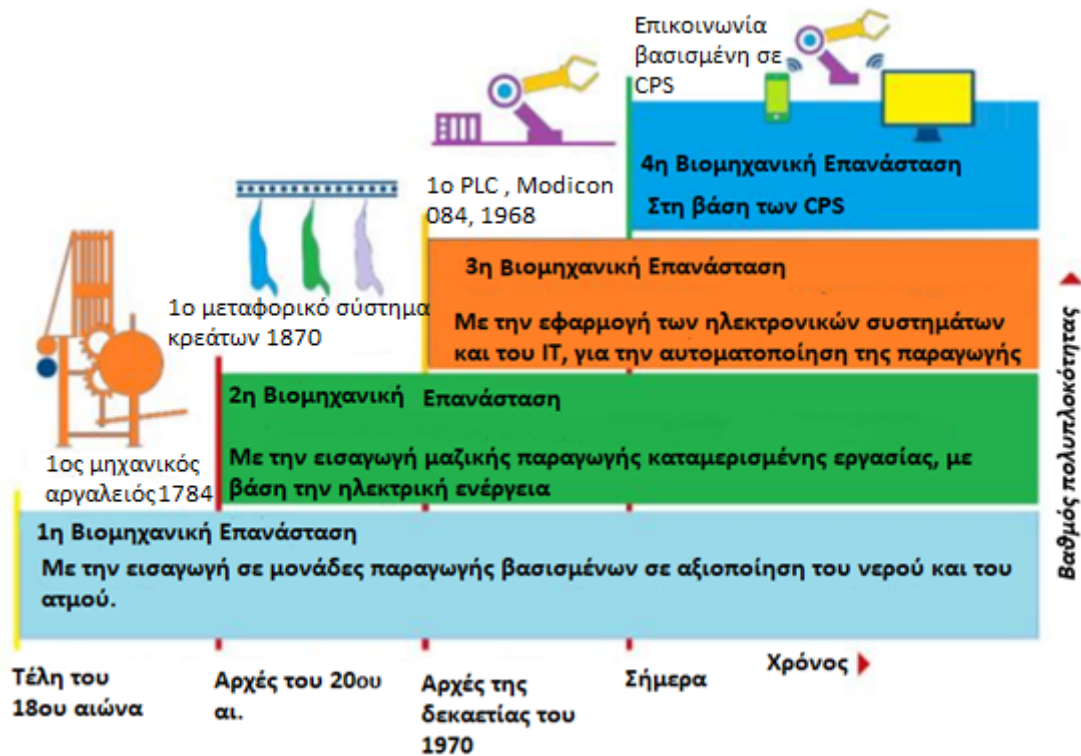 Επικοινωνία
βασισμένη σε
CPS
4η Βιομηχανική Επανάσταση
Στη βάση των CPS
1ο PLC , Modicon
084, 1968
3η Βιομηχανική Επανάσταση
Με την εφαρμογή των ηλεκτρονικών συστημάτων
και του IT, για την αυτοματοποίηση της παραγωγής
1ο μεταφορικό σύστημα
κρεάτων 1870
2η Βιομηχανική Επανάσταση
Με την εισαγωγή μαζικής παραγωγής καταμερισμένης εργασίας, με
βάση την ηλεκτρική ενέργεια
1ος μηχανικός
αργαλειός 1784
1η Βιομηχανική Επανάσταση
Με την εισαγωγή σε μονάδες παραγωγής βασισμένων σε αξιοποίηση του νερού και του
ατμού.
Βαθμός πολυπλοκότητας
Χρόνος
Τέλη του
18ου αιώνα
Αρχές του 20ου
αι.
Αρχές της
δεκαετίας του
1970
Σήμερα